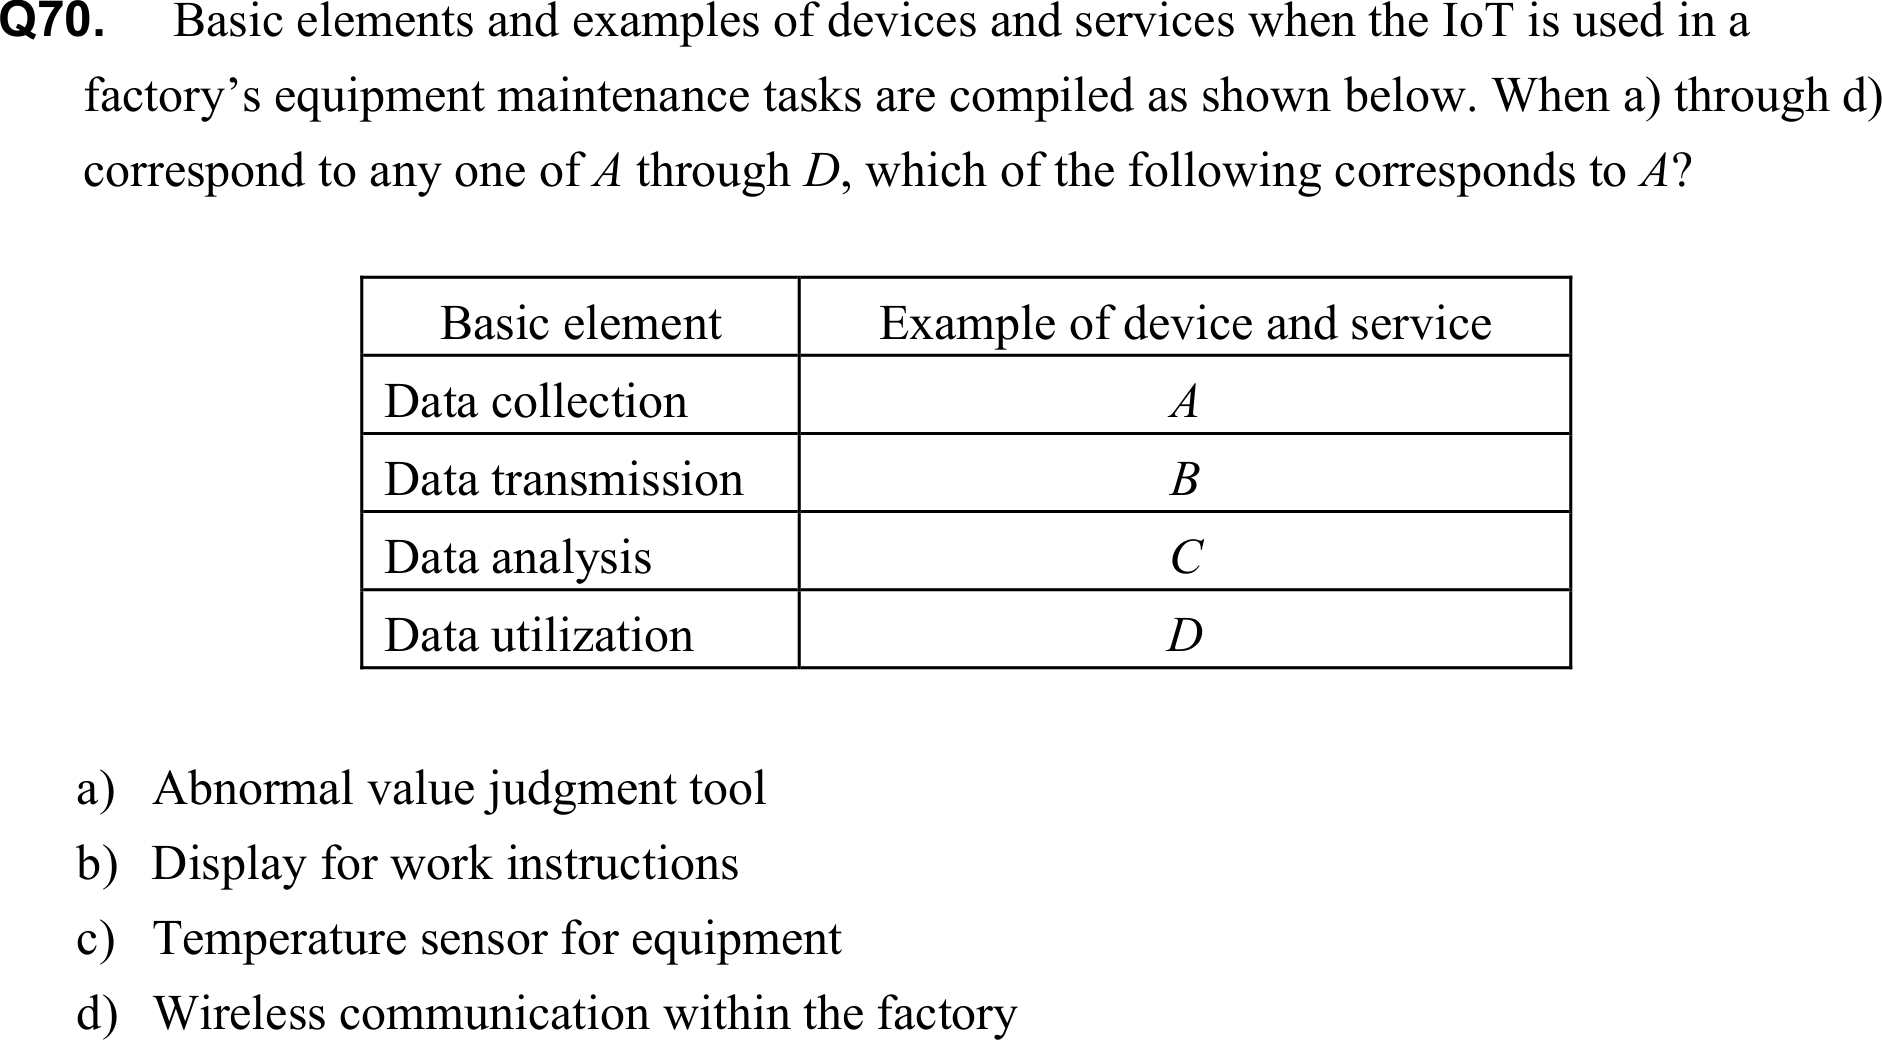 Q70. Basic elements and examples of devices and services when the IoT is used in a
factory’s equipment maintenance tasks are compiled as shown below. When a) through d)
correspond to any one of A through D, which of the following corresponds to A?
Basic element Example of device and service
Data collection A
Data transmission B
Data analysis C
Data utilization D
a) Abnormal value judgment tool
b) Display for work instructions
c) Temperature sensor for equipment
d) Wireless communication within the factory